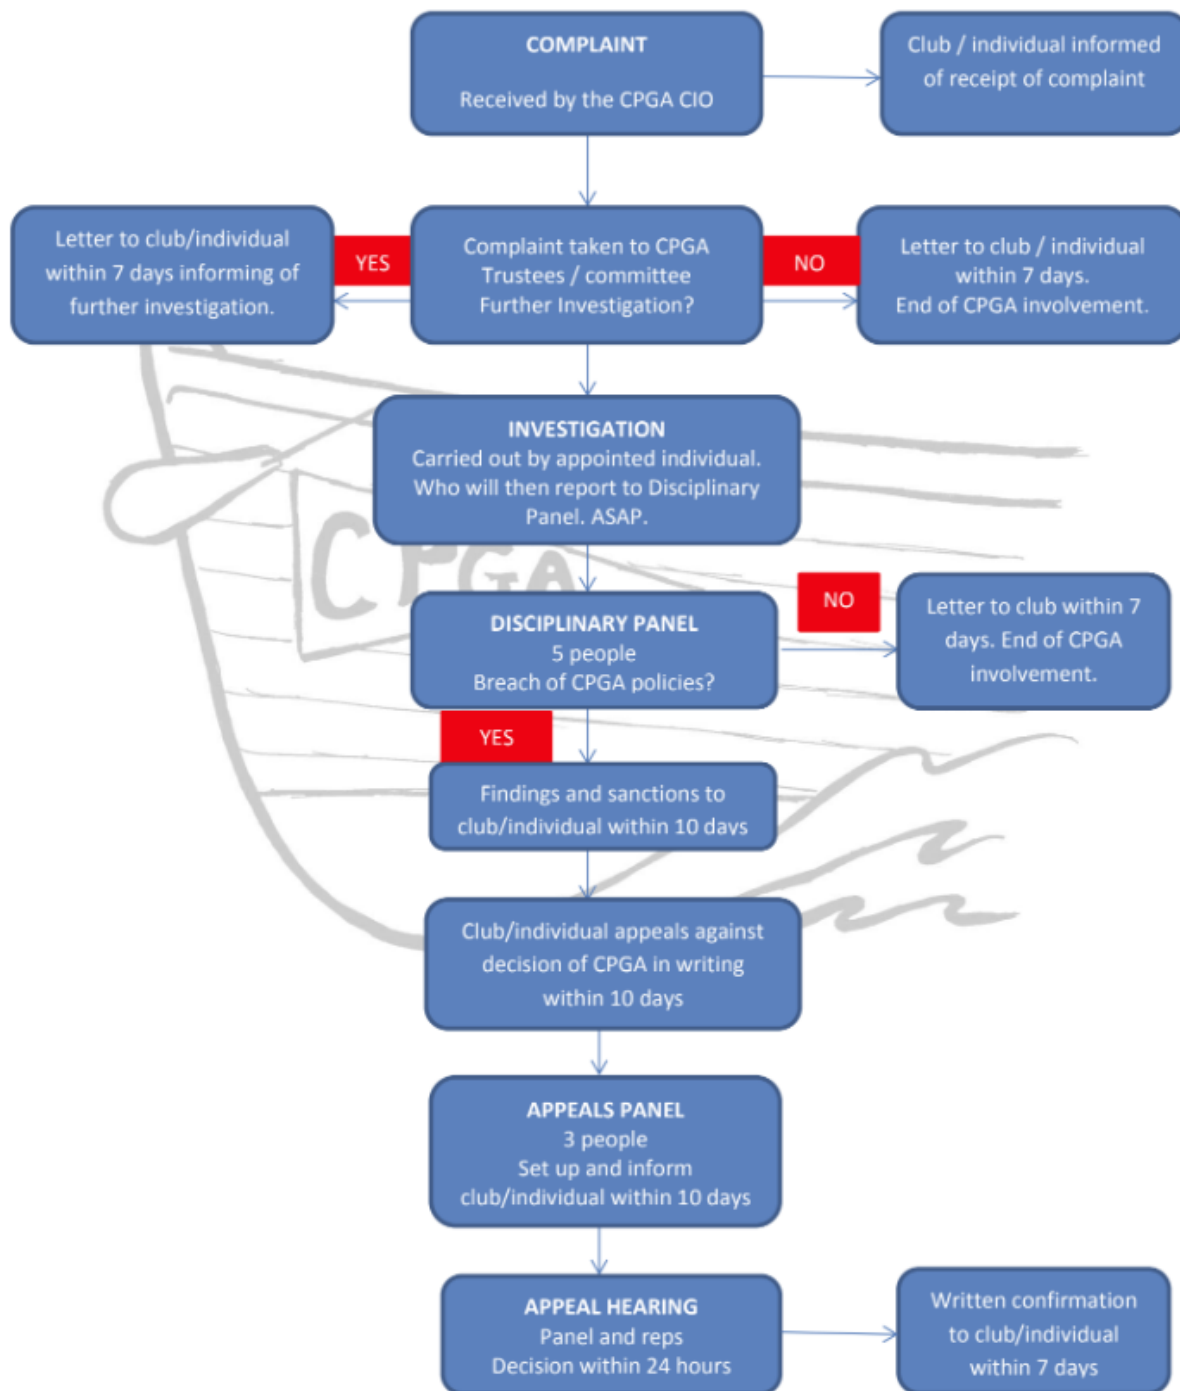 COMPLAINT
Received by the CPGA CIO
Club / individual informed
of receipt of complaint
Letter to club/individual
within 7 days informing of
further investigation.
YES
Complaint taken to CPGA
Trustees / committee
Further Investigation?
NO
Letter to club / individual
within 7 days.
End of CPGA involvement.
INVESTIGATION
Carried out by appointed individual.
Who will then report to Disciplinary
Panel. ASAP.
CPGA
DISCIPLINARY PANEL
5 people
Breach of CPGA policies?
NO
Letter to club within 7
days. End of CPGA
involvement.
YES
Findings and sanctions to
club/individual within 10 days
Club/individual appeals against
decision of CPGA in writing
within 10 days
APPEALS PANEL
3 people
Set up and inform
club/individual within 10 days
APPEAL HEARING
Panel and reps
Decision within 24 hours
Written confirmation
to club/individual
within 7 days